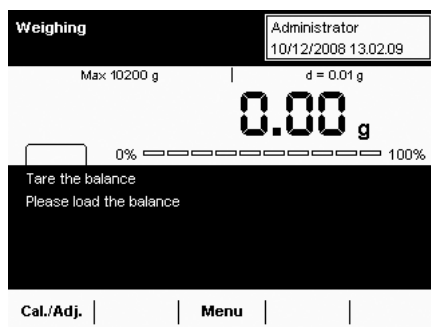 Weighing
Administrator
10/12/2008 13.02.09
Max 10200 g d = 0.01 g
0.00 g
0% 100%
Tare the balance
Please load the balance
Cal./Adj. Menu